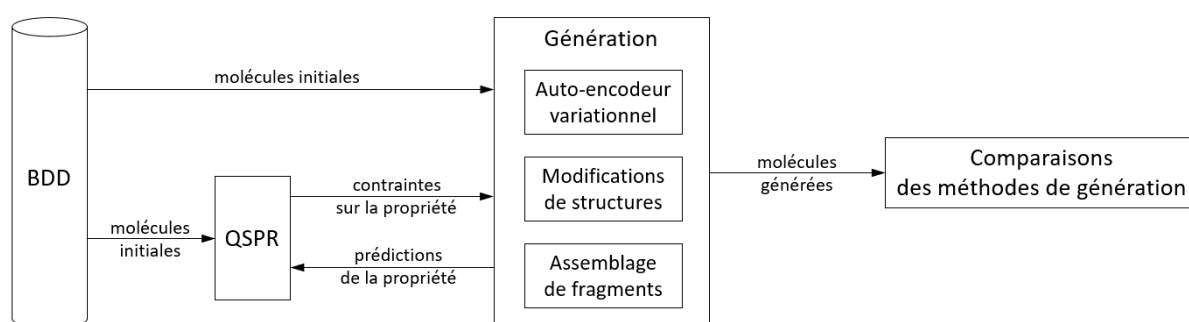 BDD
molécules initiales
molécules
initiales
QSPR
contraintes
sur la propriété
prédictions
de la propriété
Génération
Auto-encodeur
variationnel
Modifications
de structures
Assemblage
de fragments
molécules
générées
Comparaisons
des méthodes de génération